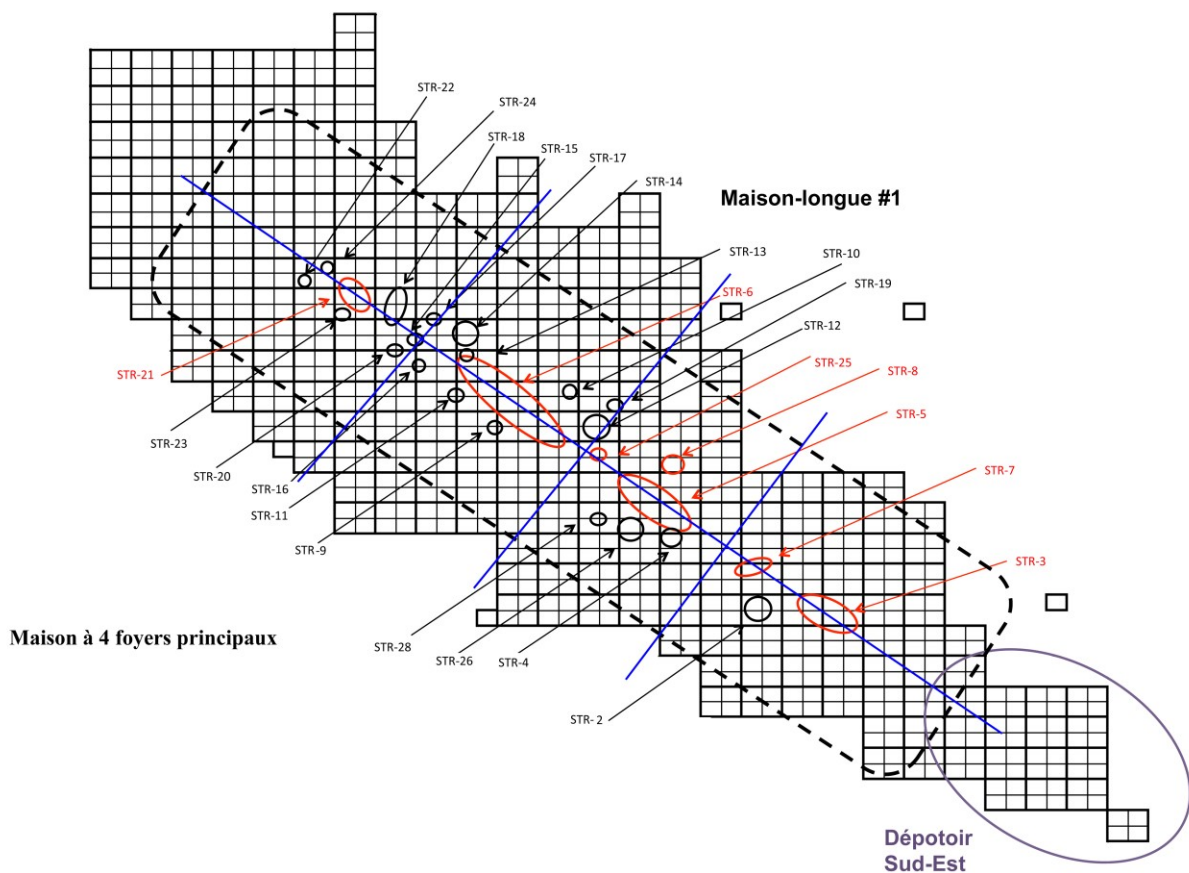 STR-22
STR-24
STR-18
STR-15
STR-17
STR-14
Maison-longue #1
STR-13
STR-10
STR-6
STR-19
STR-12
STR-25
STR-21
STR-8
STR-5
STR-23
STR-20
STR-7
STR-16
STR-11
STR-9
STR-3
Maison à 4 foyers principaux
STR-28
STR-26
STR-4
STR- 2
Dépotoir
Sud-Est